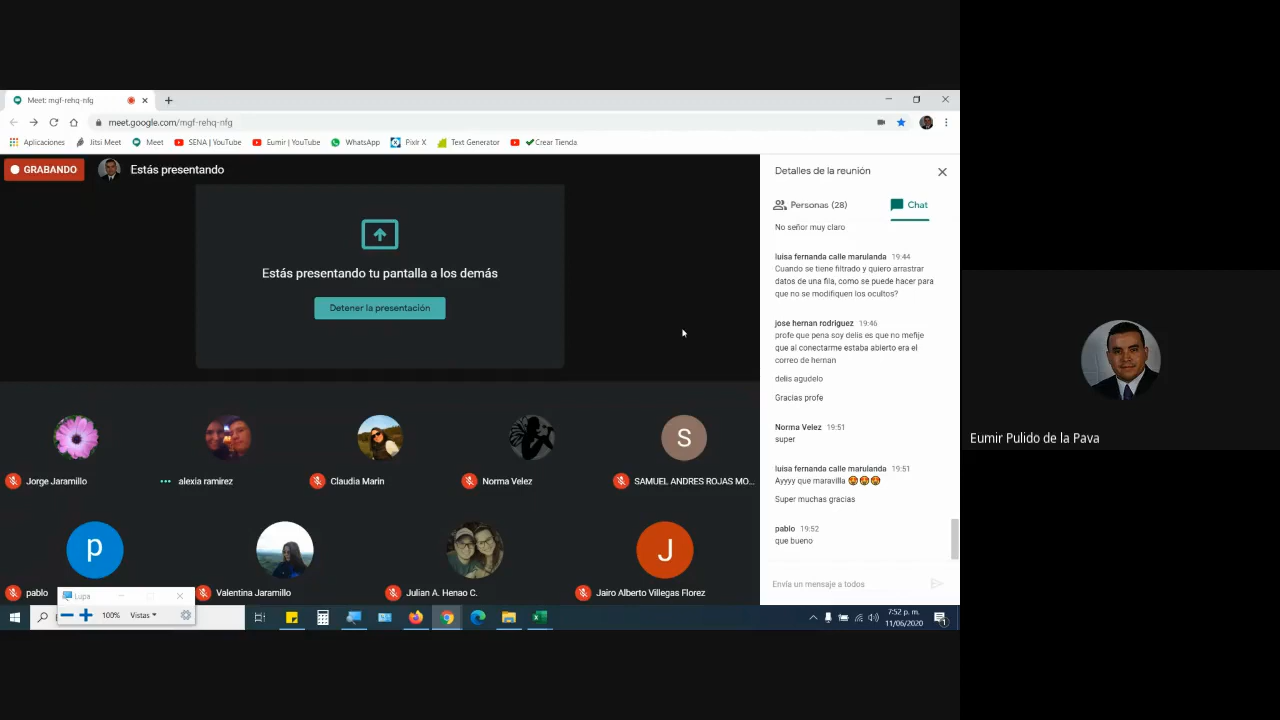 Meet: mgf-rehq-nfg
meet.google.com/mgf-rehq-nfg
Aplicaciones
Jitsi Meet
Meet
SENA | YouTube
Eumir | YouTube
WhatsApp
Pixlr X
Text Generator
Crear Tienda
GRABANDO
Estás presentando
Estás presentando tu pantalla a los demás
Detener la presentación
Jorge Jaramillo
alexia ramirez
Claudia Marin
Norma Velez
S
SAMUEL ANDRES ROJAS MO...
p
pablo
Valentina Jaramillo
Julian A. Henao C.
J
Jairo Alberto Villegas Florez
Detalles de la reunión
Personas (28)
Chat
No señor muy claro
luisa fernanda calle marulanda 19:44
Cuando se tiene filtrado y quiero arrastrar
datos de una fila, como se puede hacer para
que no se modifiquen los ocultos?
jose hernan rodriguez 19:46
profe que pena soy delis es que no mefije
que al conectarme estaba abierto era el
correo de hernan
delis agudelo
Gracias profe
Norma Velez 19:51
super
luisa fernanda calle marulanda 19:51
Ayyyy que maravilla 🥰🥰🥰
Super muchas gracias
pablo 19:52
que bueno
Envía un mensaje a todos
Lupa
100%
Vistas
7:52 p. m.
11/06/2020
1
Eumir Pulido de la Pava